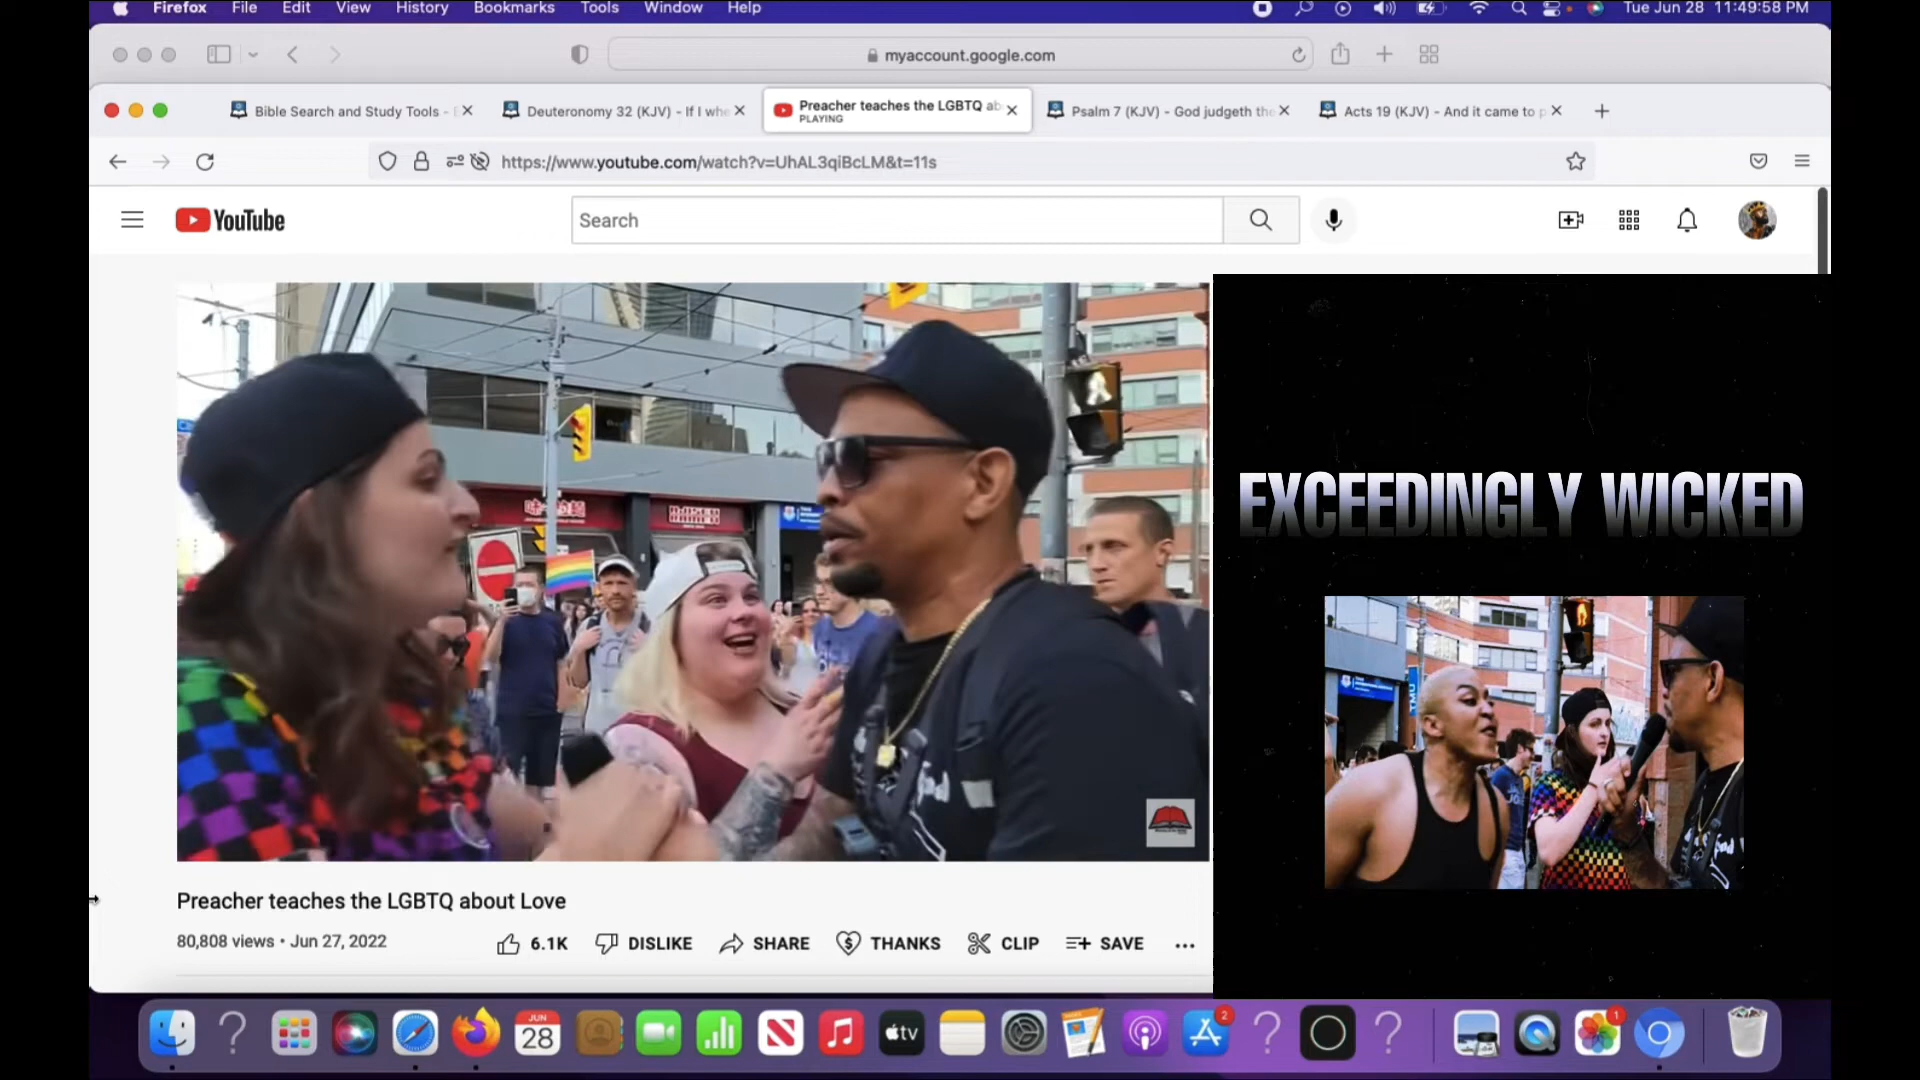 Firefox File Edit View History Bookmarks Tools Window Help Tue Jun 28 11:49:58 PM
myaccount.google.com
Bible Search and Study Tools - Deuteronomy 32 (KJV) - If I whe Preacher teaches the LGBTQ ab Psalm 7 (KJV) - God judgeth the Acts 19 (KJV) - And it came to p
PLAYING
https://www.youtube.com/watch?v=UhAL3qiBcLM&t=11s
YouTube
Search
EXCEEDINGLY WICKED
Preacher teaches the LGBTQ about Love
80,808 views • Jun 27, 2022
6.1K DISLIKE SHARE THANKS CLIP SAVE
JUN
28
tv
2
1